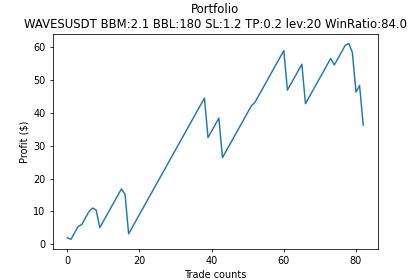 Portfolio
WAVESUSDT BBM:2.1 BBL:180 SL:1.2 TP:0.2 lev:20 WinRatio:84.0
Profit ($)
60
50
40
30
20
10
0
0 20 40 60 80
Trade counts